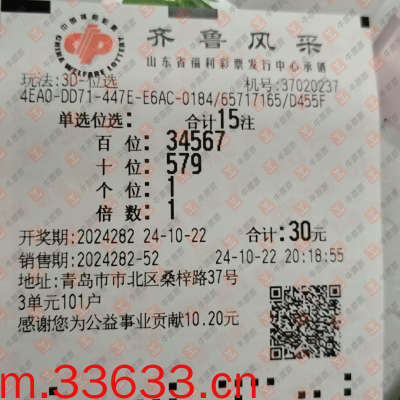 齐鲁风采
山东省福利彩票发行中心承销
中国福利彩票
CHINA WELFARE LOTTERY
玩法:30-位选 机号:37020237
4EA0-DD71-447E-E6AC-0184/65717165/D455F
单选位选: 合计15注
百位: 34567
十位: 579
个位: 1
倍数: 1
开奖期:2024282 24-10-22 合计:30元
销售期:2024282-52 24-10-22 20:18:55
地址:青岛市市北区桑梓路37号
3单元101户
感谢您为公益事业贡献10.20元
m.33633.cn